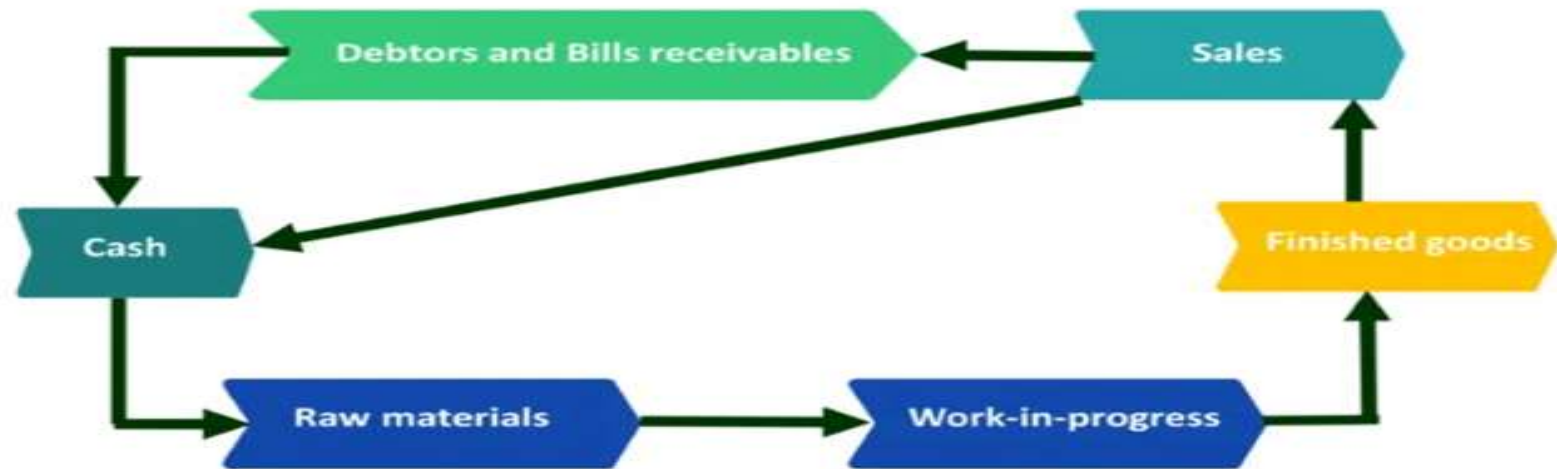 Debtors and Bills receivables
Sales
Cash
Finished goods
Raw materials
Work-in-progress